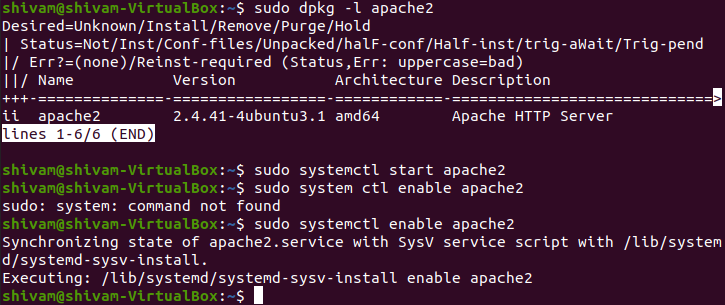 shivam@shivam-VirtualBox:~$ sudo dpkg -l apache2
Desired=Unknown/Install/Remove/Purge/Hold
| Status=Not/Inst/Conf-files/Unpacked/halF-conf/Half-inst/trig-aWait/Trig-pend
|/ Err?=(none)/Reinst-required (Status,Err: uppercase=bad)
||/ Name           Version           Architecture Description
+++-==============-=================-============-=============================>
ii  apache2        2.4.41-4ubuntu3.1 amd64        Apache HTTP Server
lines 1-6/6 (END)
shivam@shivam-VirtualBox:~$ sudo systemctl start apache2
shivam@shivam-VirtualBox:~$ sudo system ctl enable apache2
sudo: system: command not found
shivam@shivam-VirtualBox:~$ sudo systemctl enable apache2
Synchronizing state of apache2.service with SysV service script with /lib/system
d/systemd-sysv-install.
Executing: /lib/systemd/systemd-sysv-install enable apache2
shivam@shivam-VirtualBox:~$